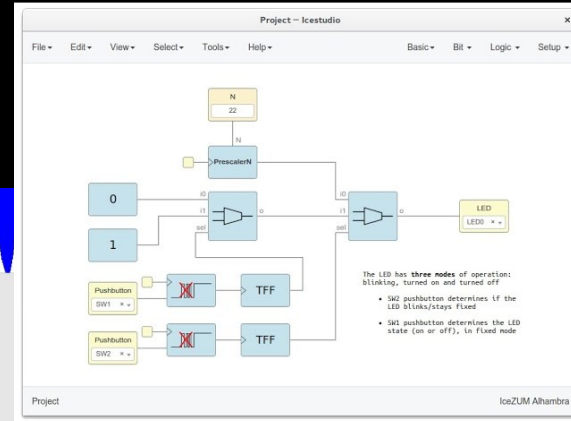 Project — Icestudio ×
File Edit View Select Tools Help Basic Bit Logic Setup
N
22
N
PrescalerN
0
i0
i1
sel
o
1
i0
i1
sel
o
LED
LED0 ×
Pushbutton
SW1 ×
TFF
Pushbutton
SW2 ×
TFF
The LED has three modes of operation:
blinking, turned on and turned off
• SW2 pushbutton determines if the
LED blinks/stays fixed
• SW1 pushbutton determines the LED
state (on or off), in fixed mode
Project IceZUM Alhambra